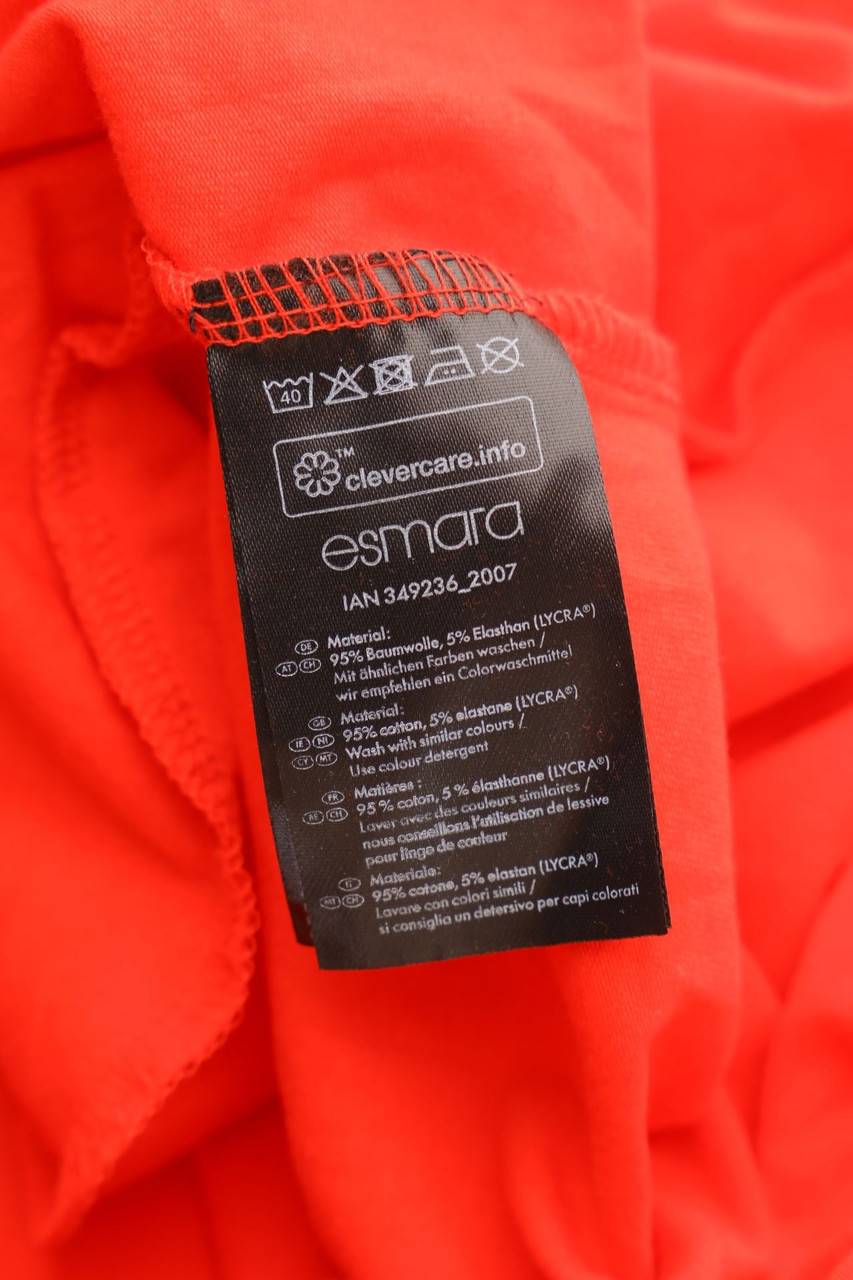 40
clevercare.info™
esmara
IAN 349236_2007
DE Material:
AT CH 95% Baumwolle, 5% Elasthan (LYCRA®)
Mit ähnlichen Farben waschen /
wir empfehlen ein Colorwaschmittel
GB Material:
IE NI 95% cotton, 5% elastane (LYCRA®)
CY MT Wash with similar colours /
Use colour detergent
FR Matières :
BE CH 95 % coton, 5 % élasthanne (LYCRA®)
Laver avec des couleurs similaires /
nous conseillons l'utilisation de lessive
pour linge de couleur
Materiale:
MT CH 95% cotone, 5% elastan (LYCRA®)
Lavare con colori simili /
si consiglia un detersivo per capi colorati